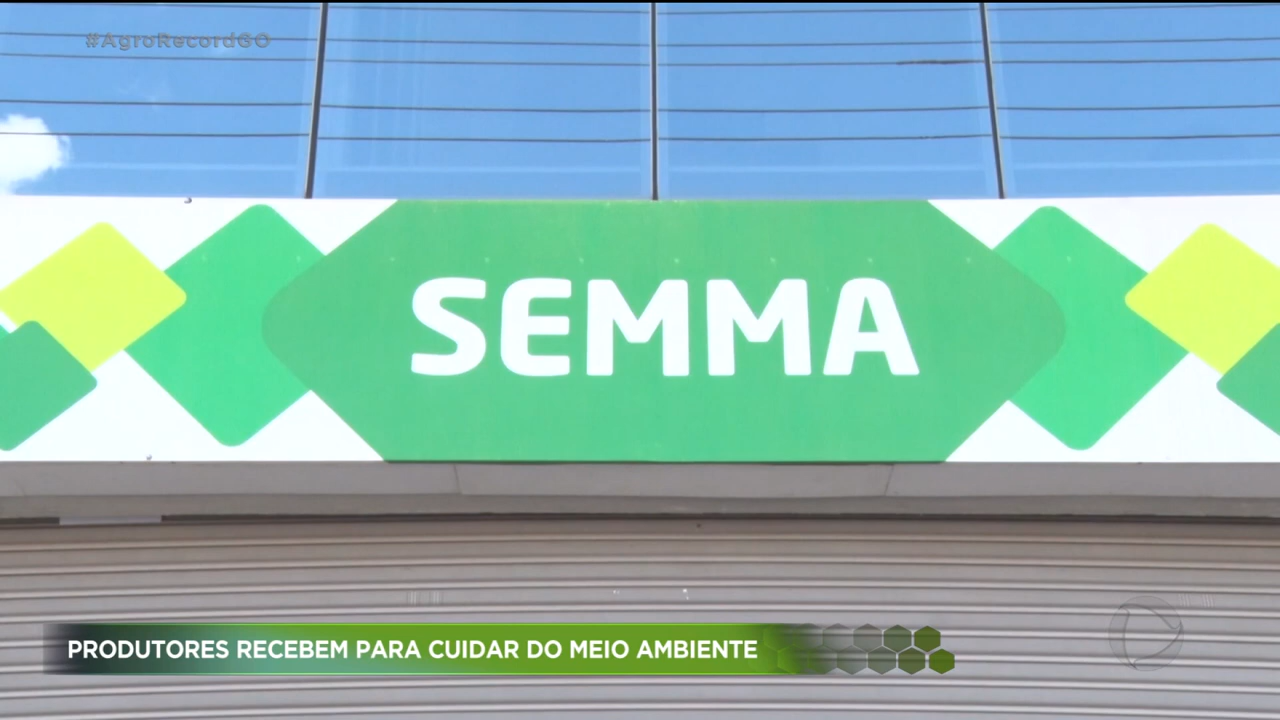 #AgroRecordGO
SEMMA
PRODUTORES RECEBEM PARA CUIDAR DO MEIO AMBIENTE